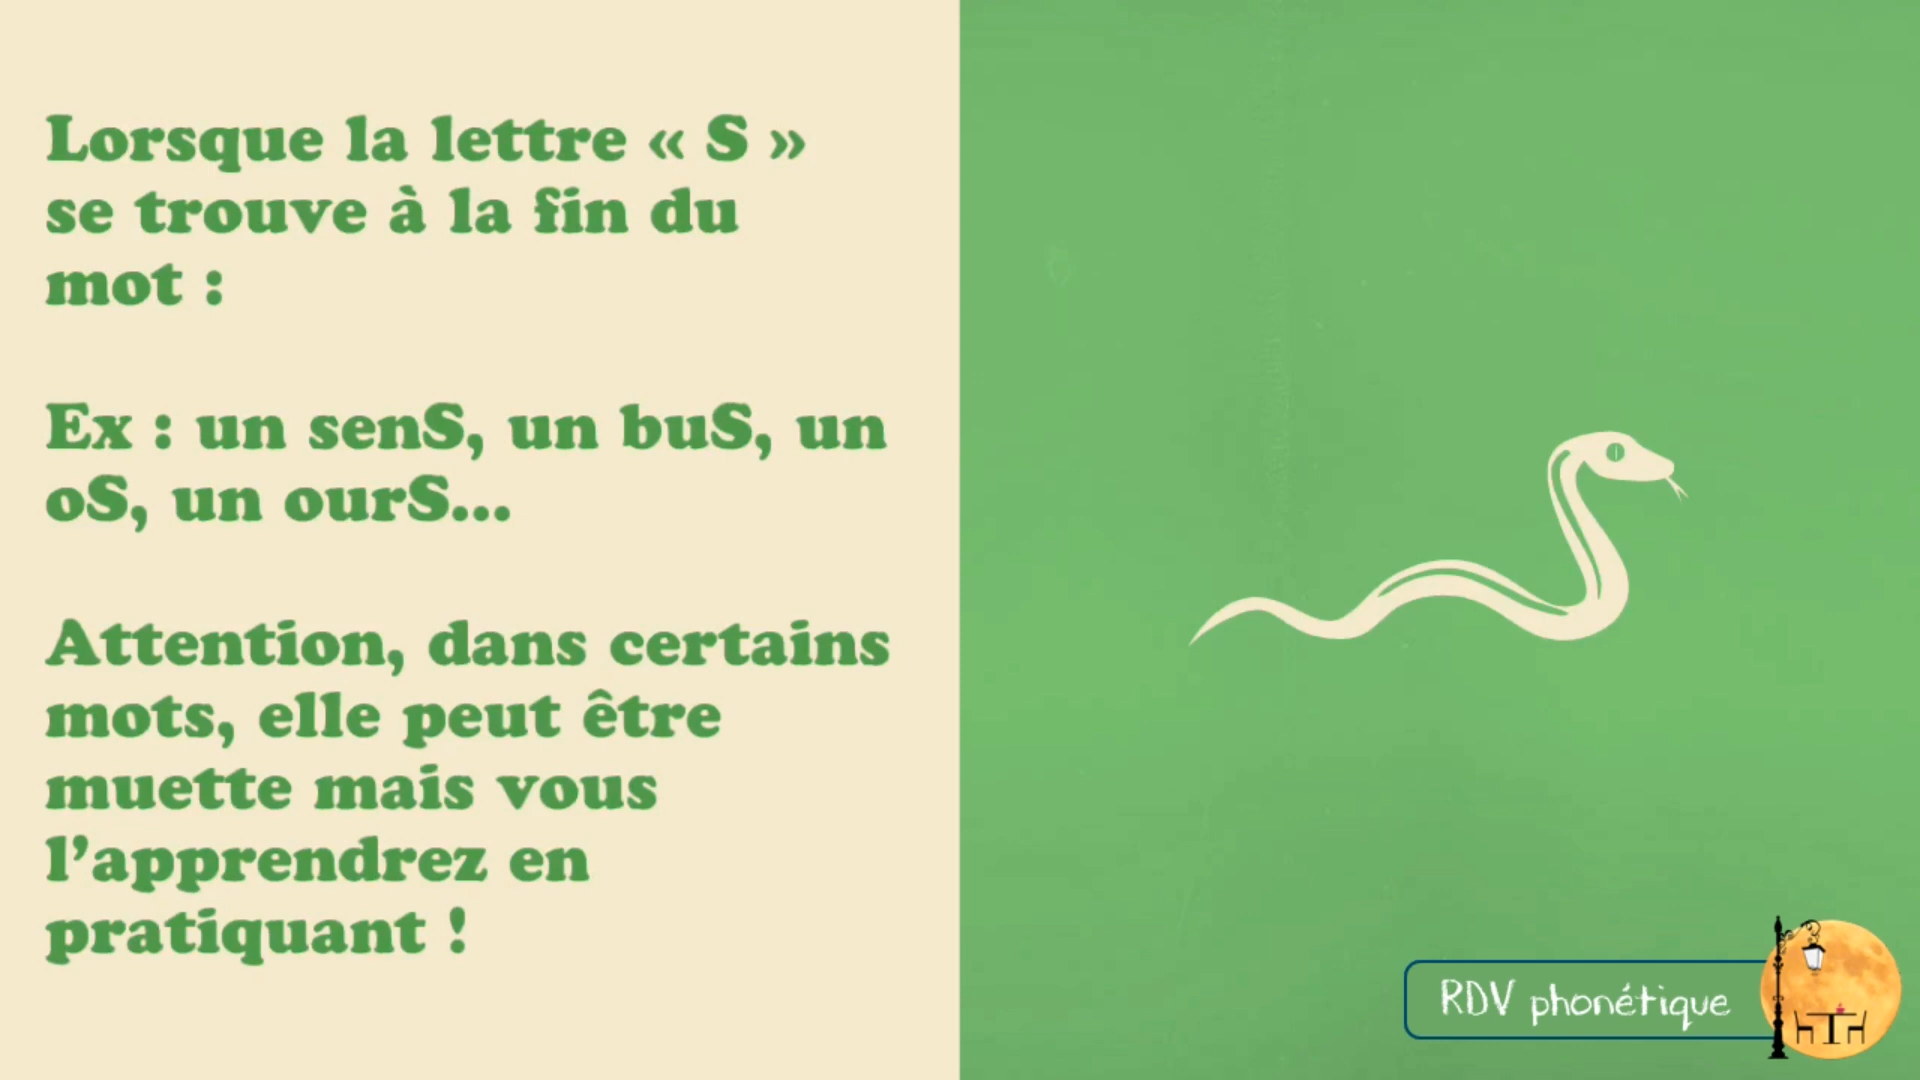 Lorsque la lettre « S »
se trouve à la fin du
mot :
Ex : un senS, un buS, un
oS, un ourS...
Attention, dans certains
mots, elle peut être
muette mais vous
l’apprendrez en
pratiquant !
RDV phonétique